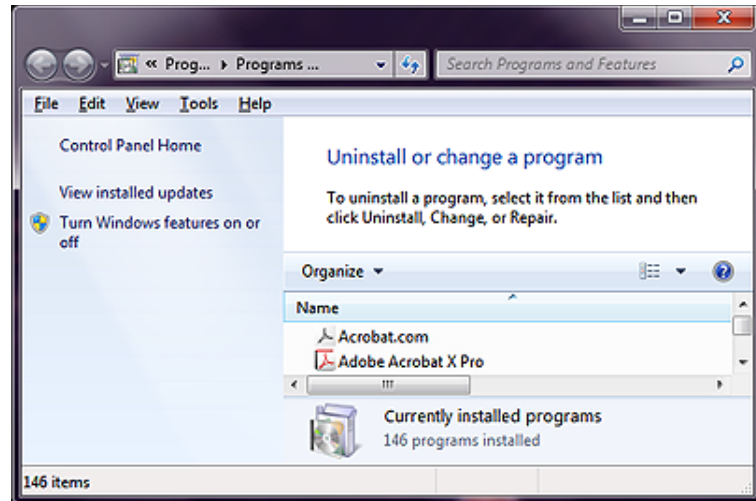 « Prog... ▸ Programs ...
Search Programs and Features
File Edit View Tools Help
Control Panel Home
View installed updates
Turn Windows features on or
off
Uninstall or change a program
To uninstall a program, select it from the list and then
click Uninstall, Change, or Repair.
Organize
Name
Acrobat.com
Adobe Acrobat X Pro
Currently installed programs
146 programs installed
146 items